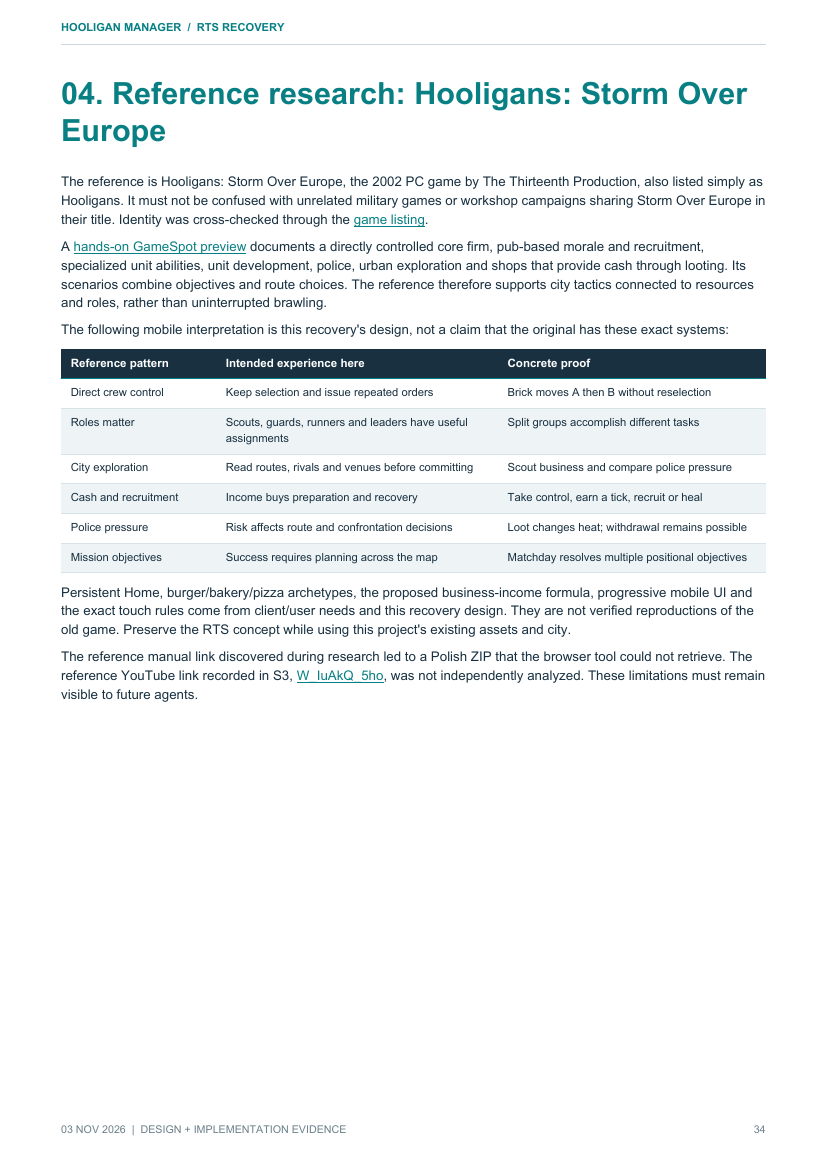 HOOLIGAN MANAGER / RTS RECOVERY
04. Reference research: Hooligans: Storm Over
Europe
The reference is Hooligans: Storm Over Europe, the 2002 PC game by The Thirteenth Production, also listed simply as
Hooligans. It must not be confused with unrelated military games or workshop campaigns sharing Storm Over Europe in
their title. Identity was cross-checked through the game listing.
A hands-on GameSpot preview documents a directly controlled core firm, pub-based morale and recruitment,
specialized unit abilities, unit development, police, urban exploration and shops that provide cash through looting. Its
scenarios combine objectives and route choices. The reference therefore supports city tactics connected to resources
and roles, rather than uninterrupted brawling.
The following mobile interpretation is this recovery's design, not a claim that the original has these exact systems:
Reference pattern Intended experience here Concrete proof
Direct crew control Keep selection and issue repeated orders Brick moves A then B without reselection
Roles matter Scouts, guards, runners and leaders have useful Split groups accomplish different tasks
assignments
City exploration Read routes, rivals and venues before committing Scout business and compare police pressure
Cash and recruitment Income buys preparation and recovery Take control, earn a tick, recruit or heal
Police pressure Risk affects route and confrontation decisions Loot changes heat; withdrawal remains possible
Mission objectives Success requires planning across the map Matchday resolves multiple positional objectives
Persistent Home, burger/bakery/pizza archetypes, the proposed business-income formula, progressive mobile UI and
the exact touch rules come from client/user needs and this recovery design. They are not verified reproductions of the
old game. Preserve the RTS concept while using this project's existing assets and city.
The reference manual link discovered during research led to a Polish ZIP that the browser tool could not retrieve. The
reference YouTube link recorded in S3, W_IuAkQ_5ho, was not independently analyzed. These limitations must remain
visible to future agents.
03 NOV 2026 | DESIGN + IMPLEMENTATION EVIDENCE 34